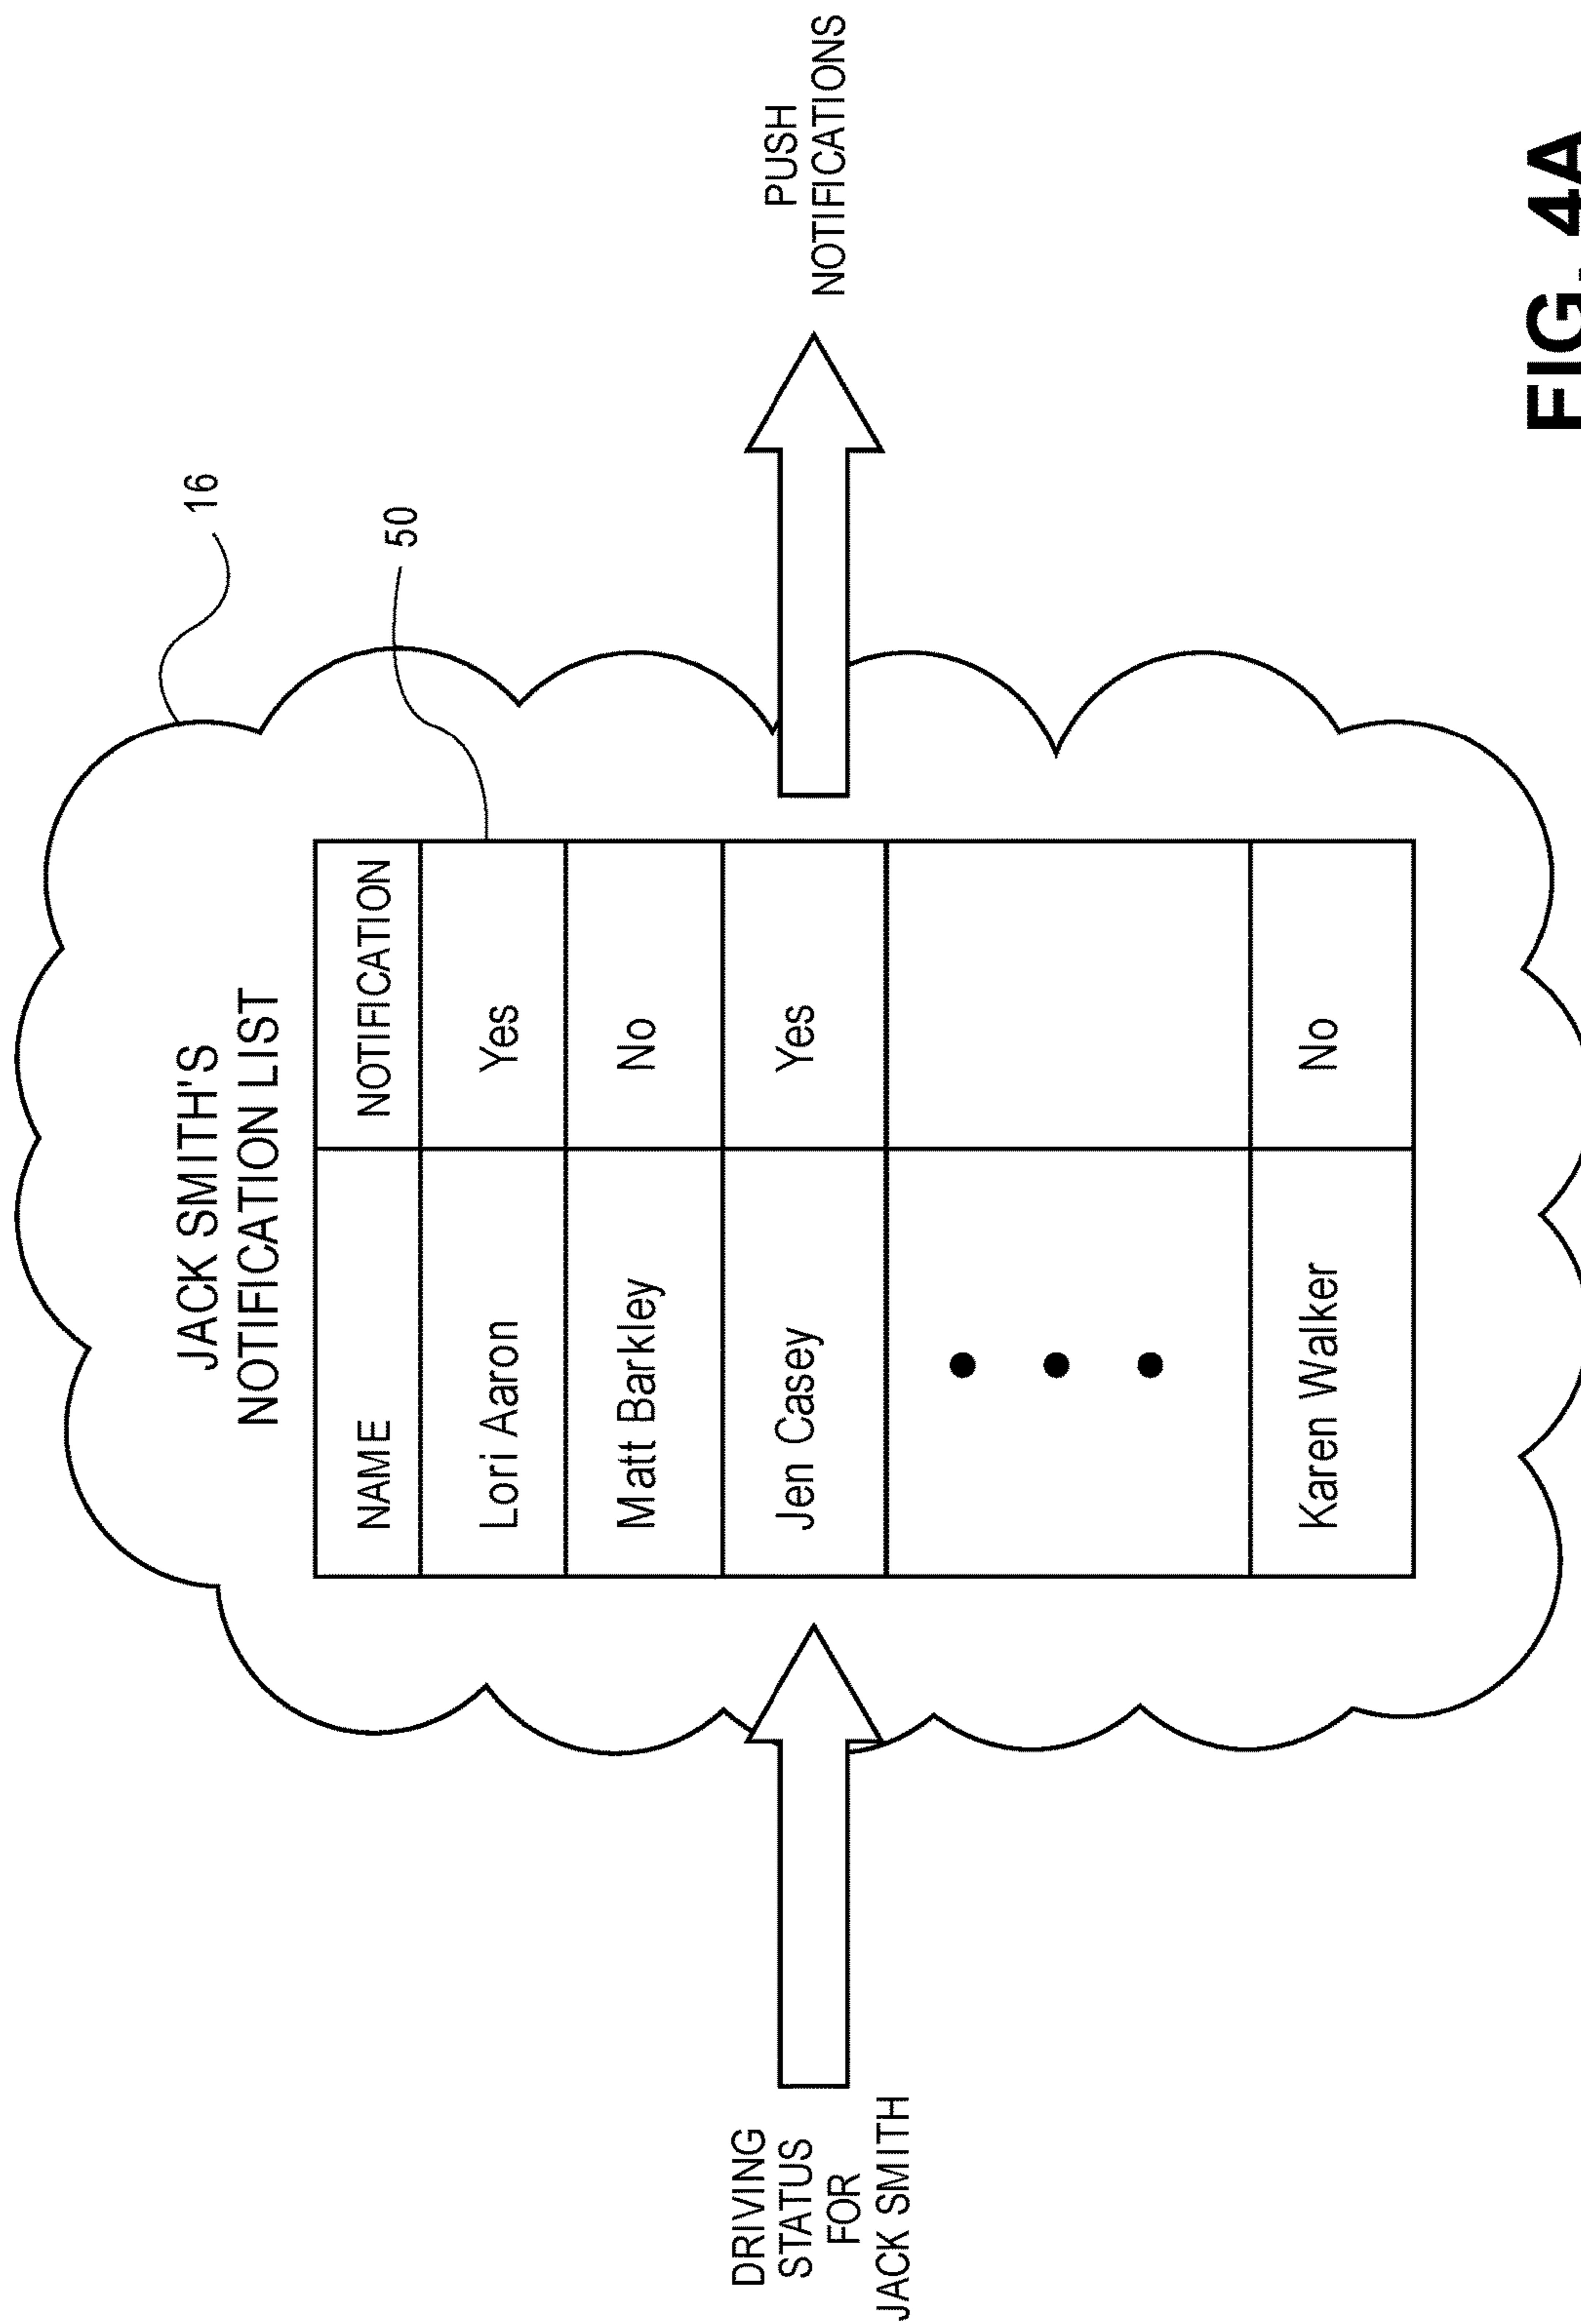 16
50
JACK SMITH'S
NOTIFICATION LIST
NAME NOTIFICATION
Lori Aaron Yes
Matt Barkley No
Jen Casey Yes
Karen Walker No
DRIVING
STATUS
FOR
JACK SMITH
PUSH
NOTIFICATIONS
FIG. 4A